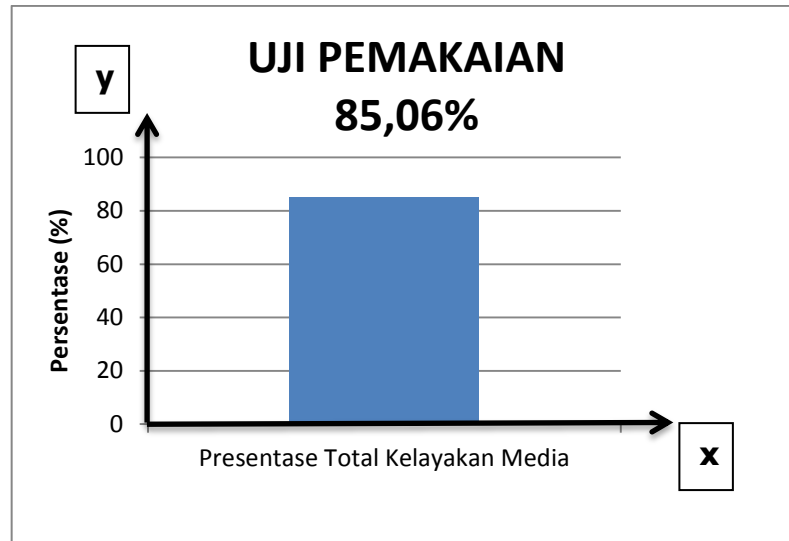 UJI PEMAKAIAN
85,06%
y
Persentase (%)
100
80
60
40
20
0
Presentase Total Kelayakan Media
x